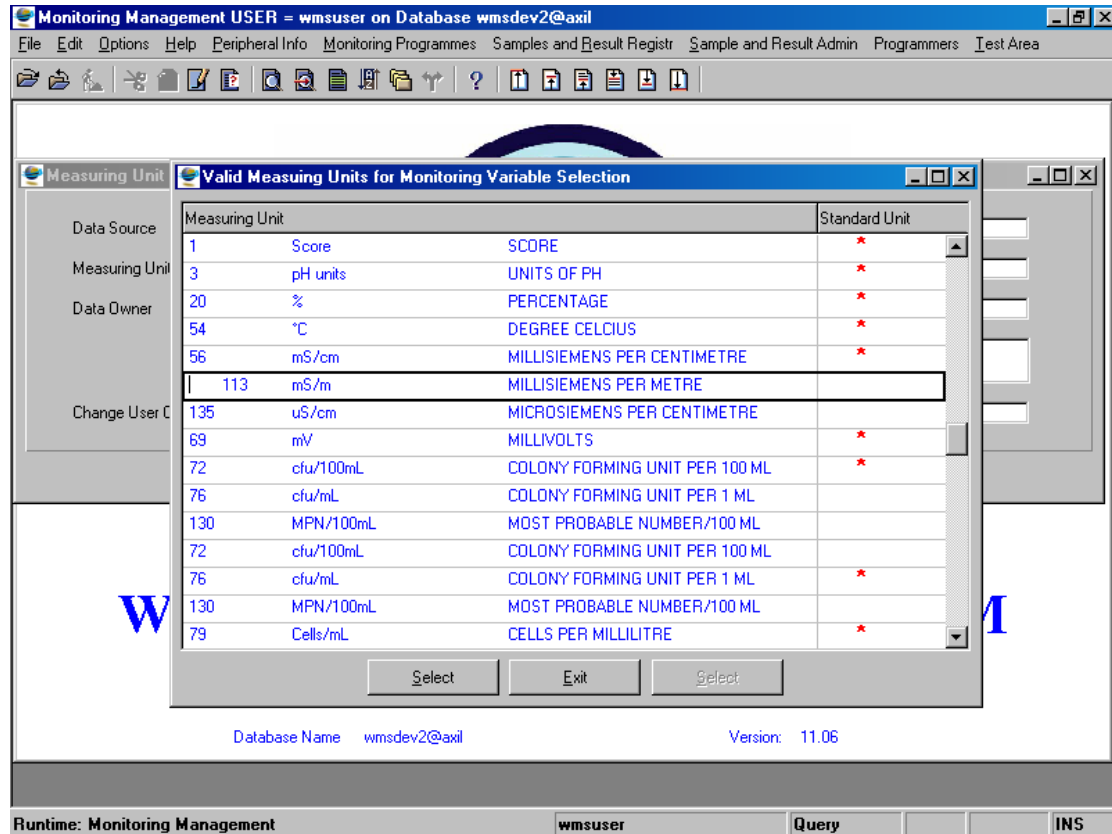 Monitoring Management USER = wmsuser on Database wmsdev2@axil
File Edit Options Help Peripheral Info Monitoring Programmes Samples and Result Registr Sample and Result Admin Programmers Test Area
Measuring Unit
Valid Measuing Units for Monitoring Variable Selection
Data Source
Measuring Unit
Data Owner
Change User
Measuring Unit Standard Unit
1 Score SCORE *
3 pH units UNITS OF PH *
20 % PERCENTAGE *
54 °C DEGREE CELCIUS *
56 mS/cm MILLISIEMENS PER CENTIMETRE *
113 mS/m MILLISIEMENS PER METRE
135 uS/cm MICROSIEMENS PER CENTIMETRE
69 mV MILLIVOLTS *
72 cfu/100mL COLONY FORMING UNIT PER 100 ML *
76 cfu/mL COLONY FORMING UNIT PER 1 ML
130 MPN/100mL MOST PROBABLE NUMBER/100 ML
72 cfu/100mL COLONY FORMING UNIT PER 100 ML
76 cfu/mL COLONY FORMING UNIT PER 1 ML *
130 MPN/100mL MOST PROBABLE NUMBER/100 ML
79 Cells/mL CELLS PER MILLILITRE *
W M
Select Exit Select
Database Name wmsdev2@axil Version: 11.06
Runtime: Monitoring Management wmsuser Query INS